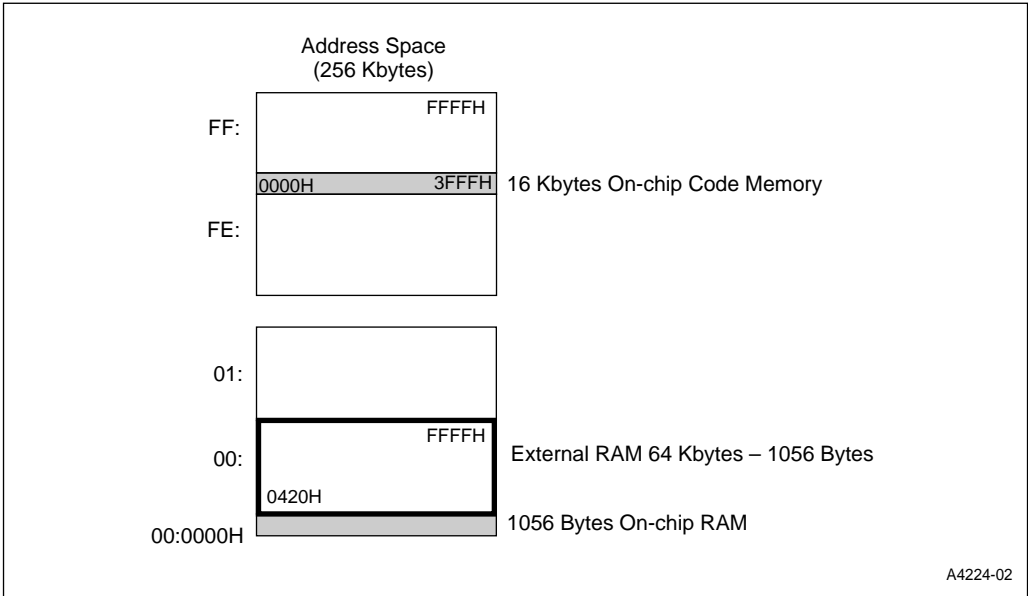 Address Space
(256 Kbytes)
FFFFH
FF:
0000H 3FFFH 16 Kbytes On-chip Code Memory
FE:
01:
FFFFH
00: External RAM 64 Kbytes – 1056 Bytes
0420H
1056 Bytes On-chip RAM
00:0000H
A4224-02